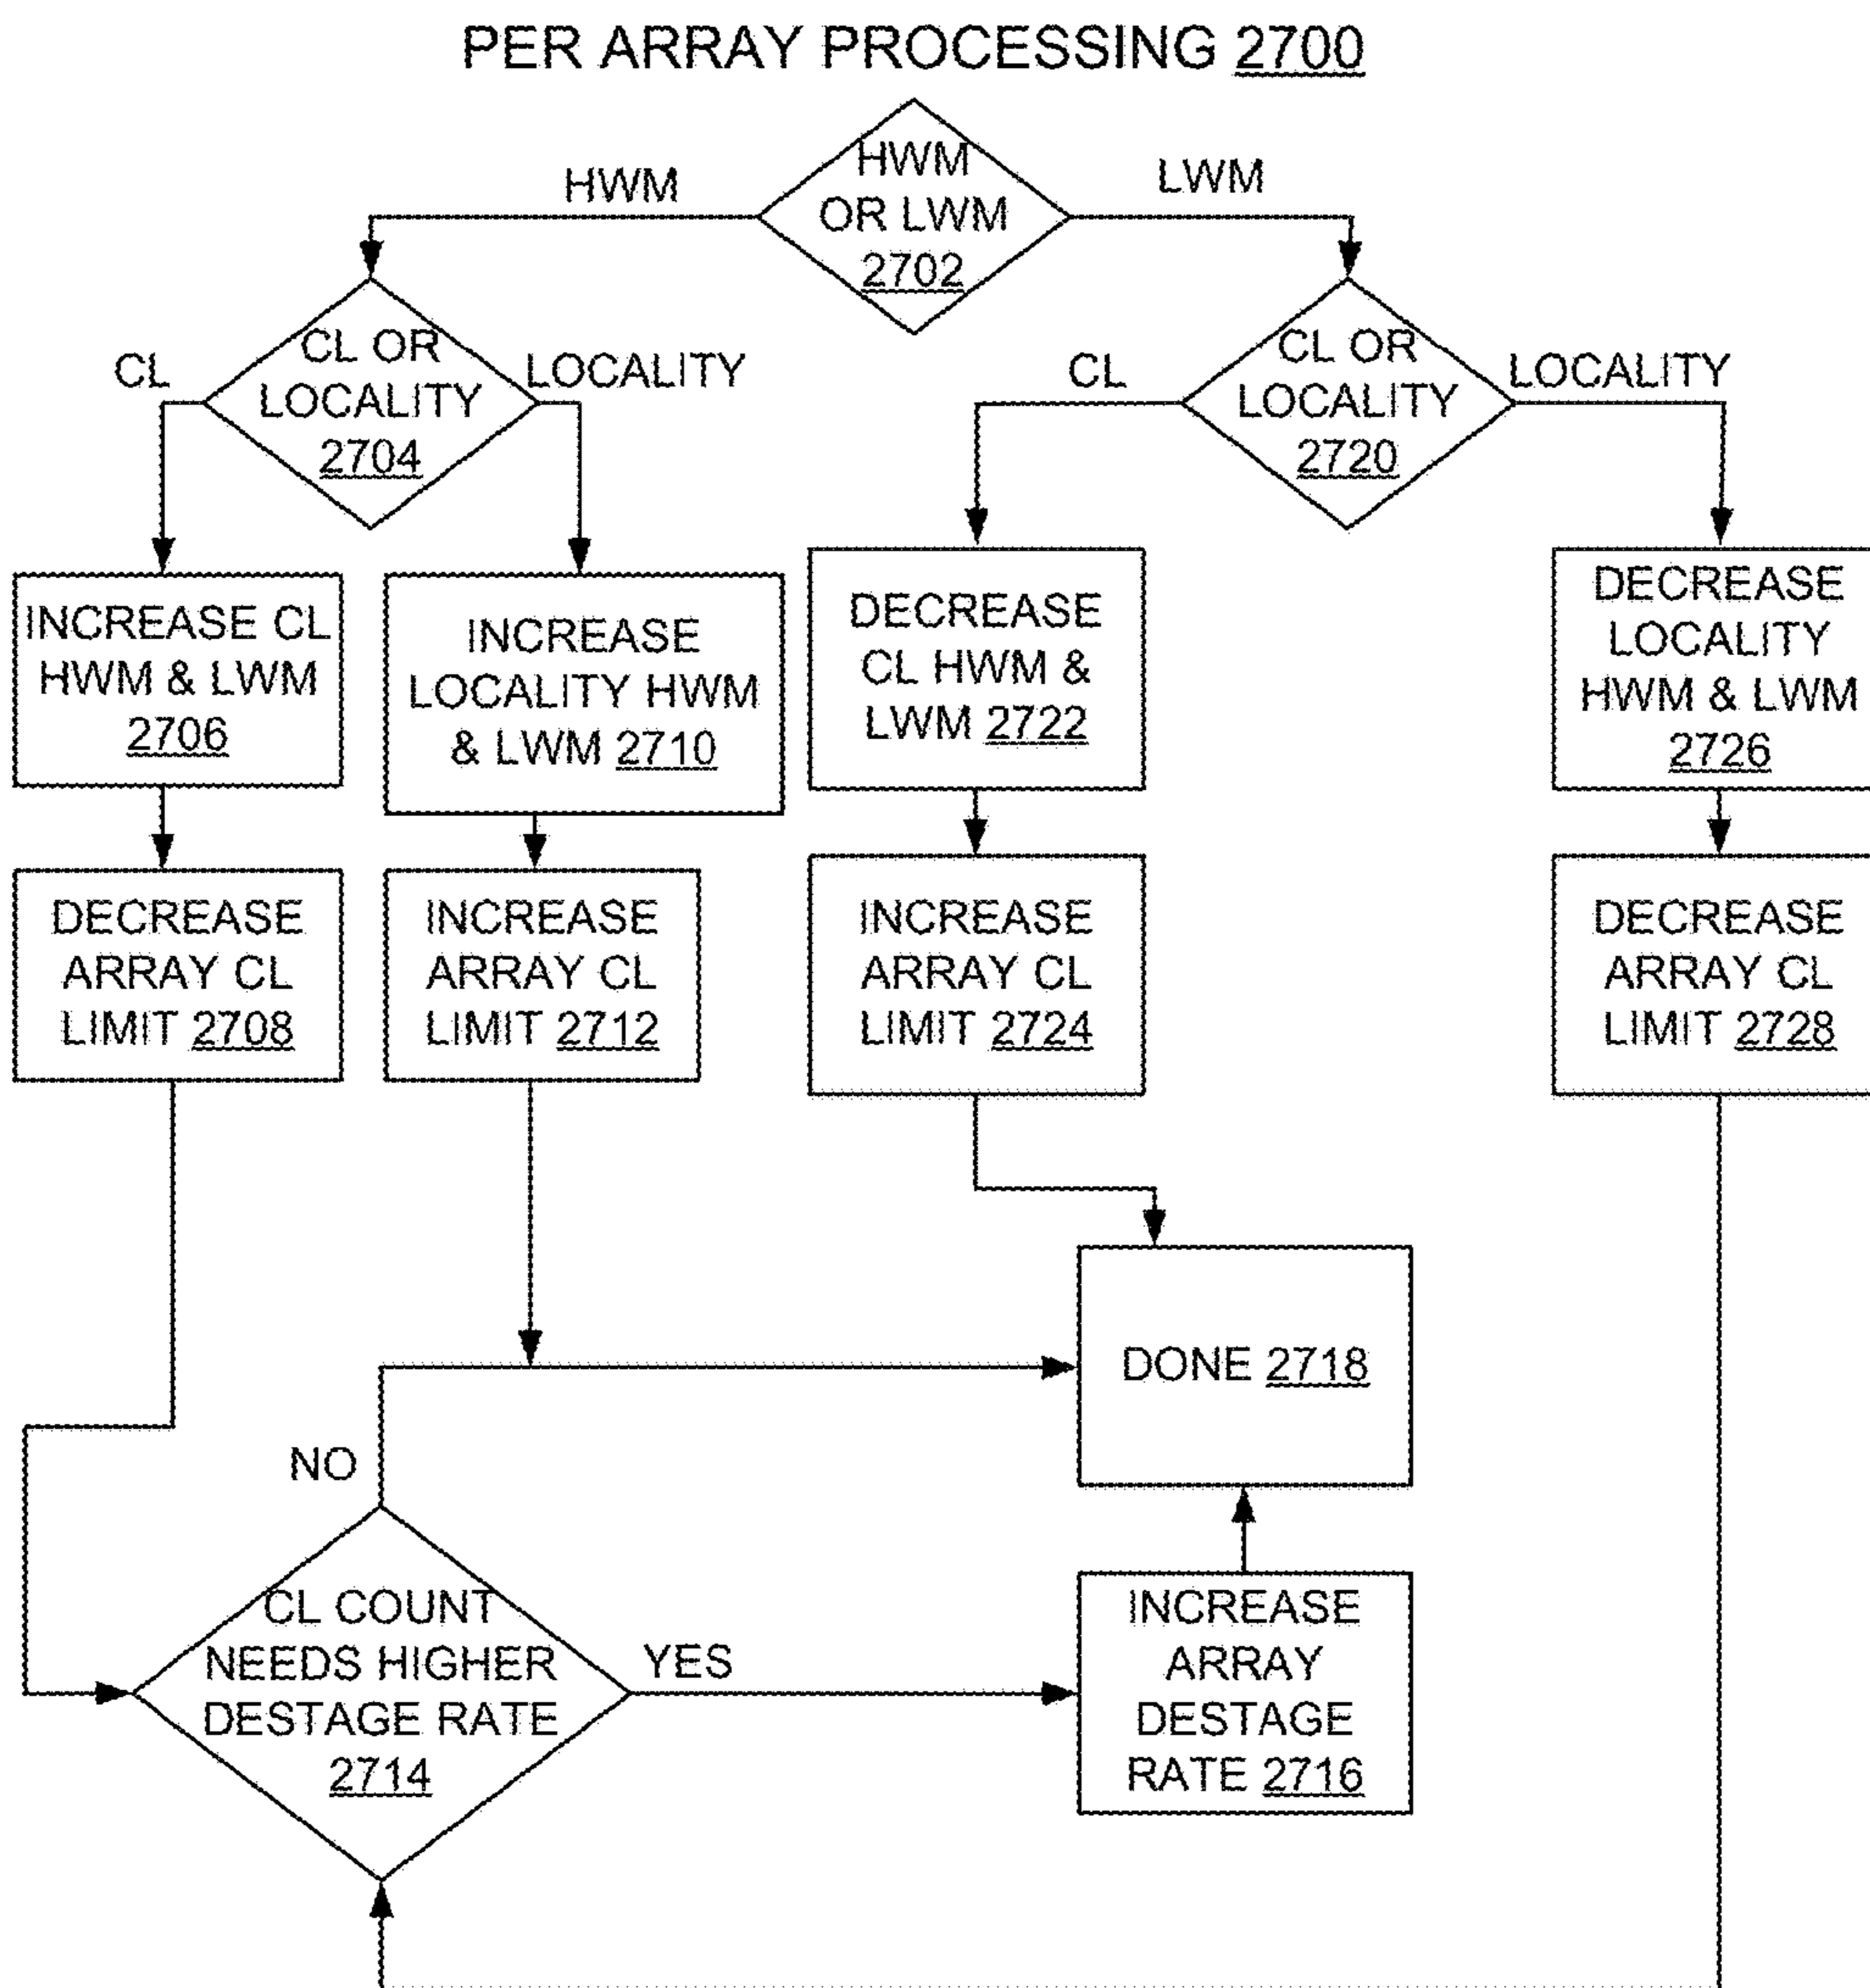 PER ARRAY PROCESSING 2700
HWM
OR LWM
2702
HWM
LWM
CL OR
LOCALITY
2704
CL
LOCALITY
CL OR
LOCALITY
2720
CL
LOCALITY
INCREASE CL
HWM & LWM
2706
INCREASE
LOCALITY HWM
& LWM 2710
DECREASE
CL HWM &
LWM 2722
DECREASE
LOCALITY
HWM & LWM
2726
DECREASE
ARRAY CL
LIMIT 2708
INCREASE
ARRAY CL
LIMIT 2712
INCREASE
ARRAY CL
LIMIT 2724
DECREASE
ARRAY CL
LIMIT 2728
DONE 2718
NO
CL COUNT
NEEDS HIGHER
DESTAGE RATE
2714
YES
INCREASE
ARRAY
DESTAGE
RATE 2716